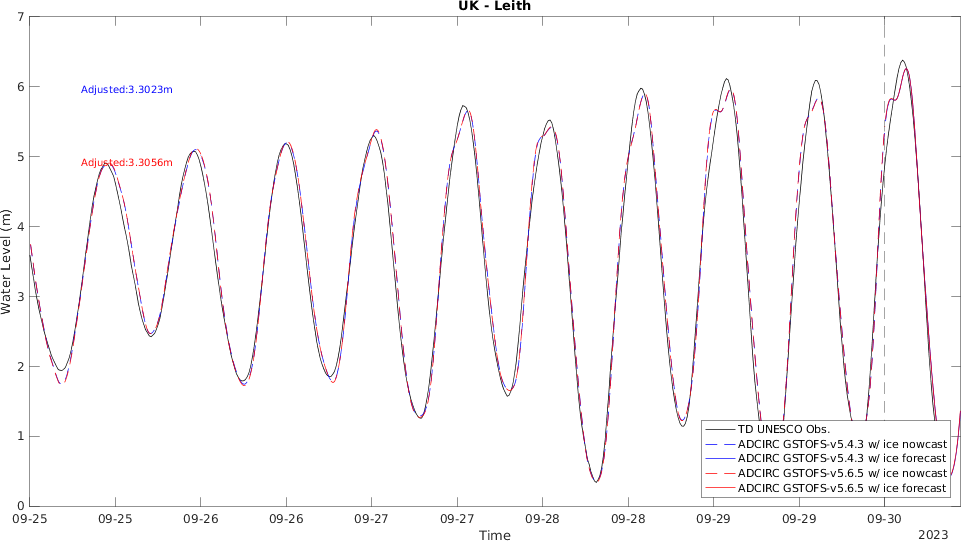 UK - Leith
7
6
5
4
3
2
1
0
Water Level (m)
Adjusted:3.3023m
Adjusted:3.3056m
TD UNESCO Obs.
ADCIRC GSTOFS-v5.4.3 w/ ice nowcast
ADCIRC GSTOFS-v5.4.3 w/ ice forecast
ADCIRC GSTOFS-v5.6.5 w/ ice nowcast
ADCIRC GSTOFS-v5.6.5 w/ ice forecast
09-25 09-25 09-26 09-26 09-27 09-27 09-28 09-28 09-29 09-29 09-30
Time
2023